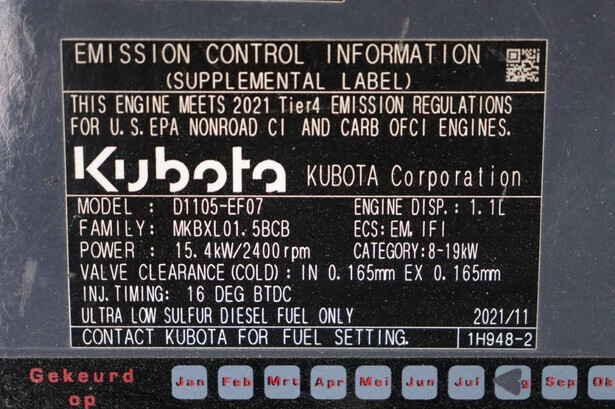 EMISSION CONTROL INFORMATION
(SUPPLEMENTAL LABEL)
THIS ENGINE MEETS 2021 Tier4 EMISSION REGULATIONS
FOR U.S.EPA NONROAD CI AND CARB OFCI ENGINES.
Kubota KUBOTA Corporation
MODEL : D1105-EF07 ENGINE DISP.: 1.1L
FAMILY: MKBXL01.5BCB ECS:EM,IFI
POWER : 15.4kW/2400rpm CATEGORY:8-19kW
VALVE CLEARANCE(COLD): IN 0.165mm EX 0.165mm
INJ.TIMING: 16 DEG BTDC
ULTRA LOW SULFUR DIESEL FUEL ONLY 2021/11
CONTACT KUBOTA FOR FUEL SETTING. 1H948-2
Gekeurd op
Jan Feb Mrt Apr Mei Jun Jul g Sep Ok